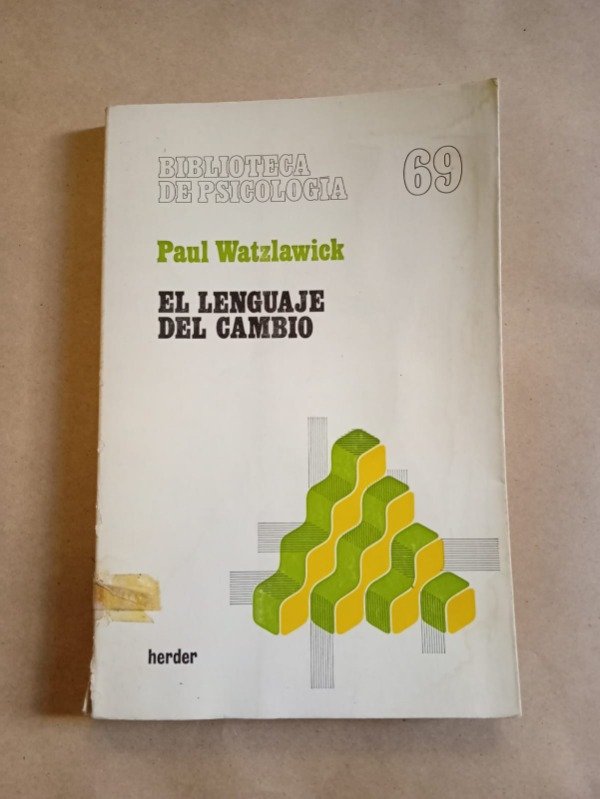 BIBLIOTECA
DE PSICOLOGÍA
69
Paul Watzlawick
EL LENGUAJE
DEL CAMBIO
herder